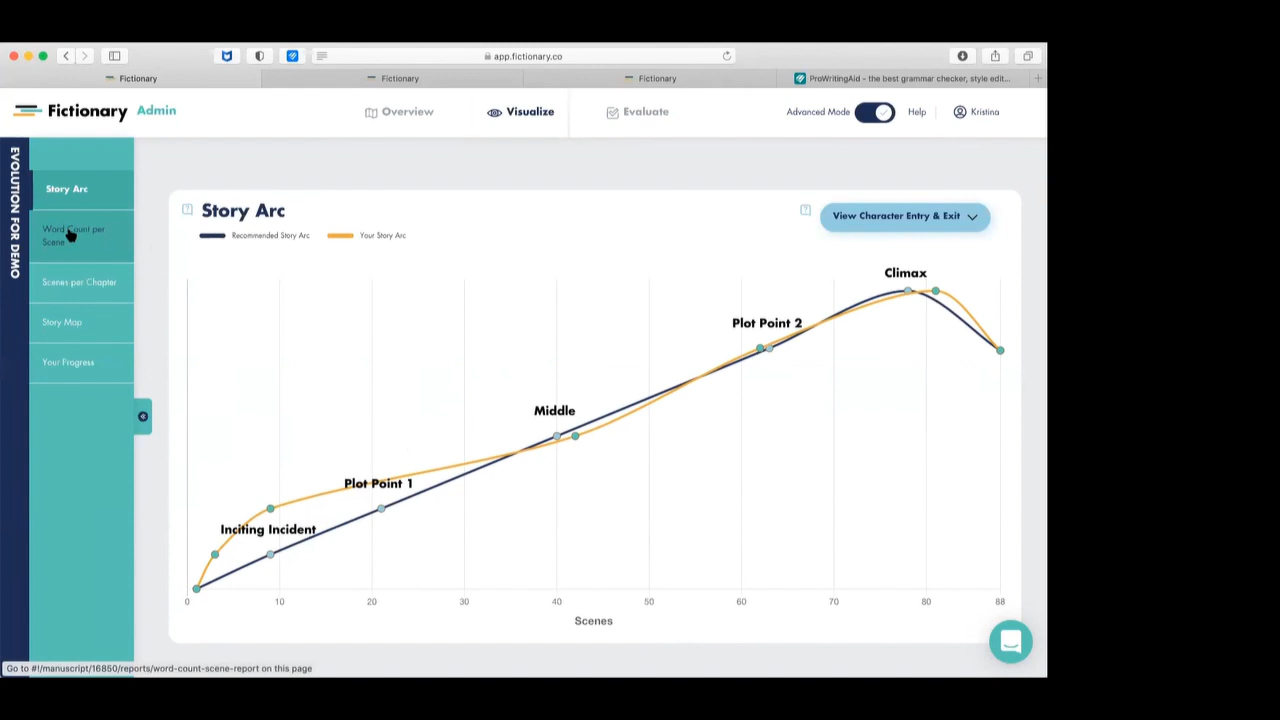 app.fictionary.co
Fictionary
Fictionary
Fictionary
ProWritingAid - the best grammar checker, style edit...
Fictionary Admin
Overview
Visualize
Evaluate
Advanced Mode
Help
Kristina
EVOLUTION FOR DEMO
Story Arc
Word Count per
Scene
Scenes per Chapter
Story Map
Your Progress
Story Arc
View Character Entry & Exit
Recommended Story Arc
Your Story Arc
Climax
Plot Point 2
Middle
Plot Point 1
Inciting Incident
0 10 20 30 40 50 60 70 80 88
Scenes
Go to #!/manuscript/16850/reports/word-count-scene-report on this page